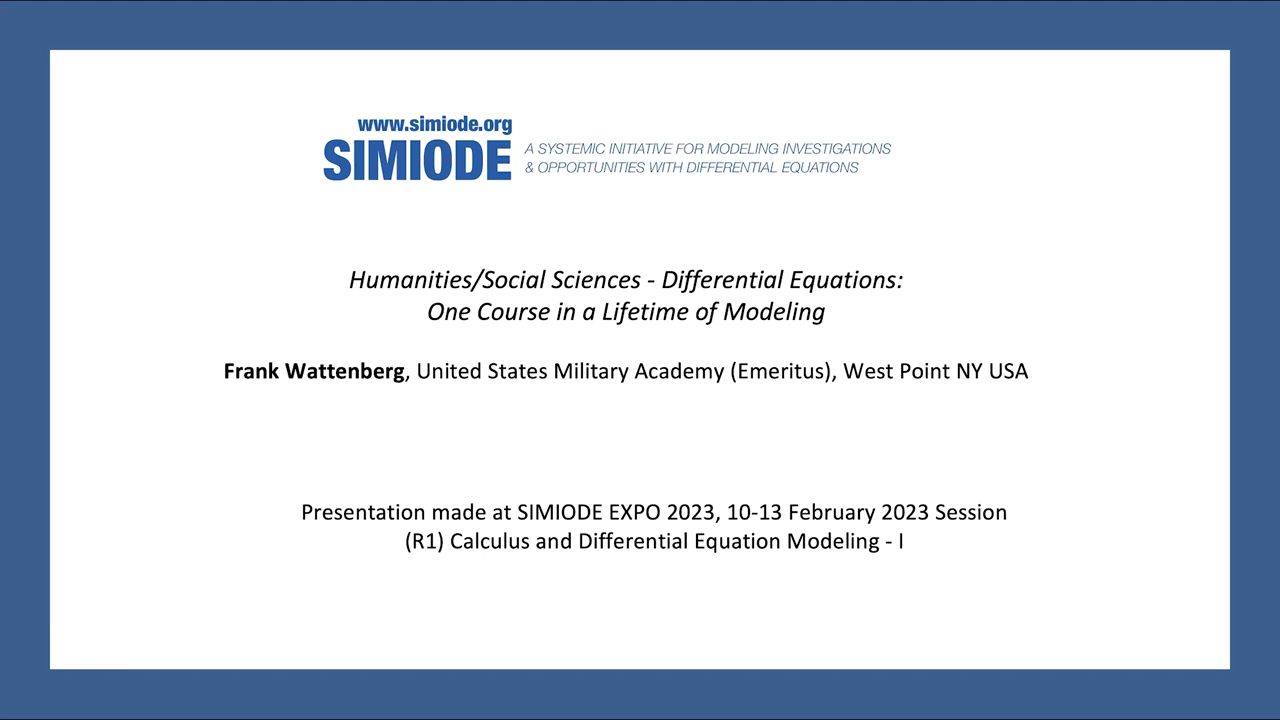 www.simiode.org
SIMIODE
A SYSTEMIC INITIATIVE FOR MODELING INVESTIGATIONS
& OPPORTUNITIES WITH DIFFERENTIAL EQUATIONS
Humanities/Social Sciences - Differential Equations:
One Course in a Lifetime of Modeling
Frank Wattenberg, United States Military Academy (Emeritus), West Point NY USA
Presentation made at SIMIODE EXPO 2023, 10-13 February 2023 Session
(R1) Calculus and Differential Equation Modeling - I